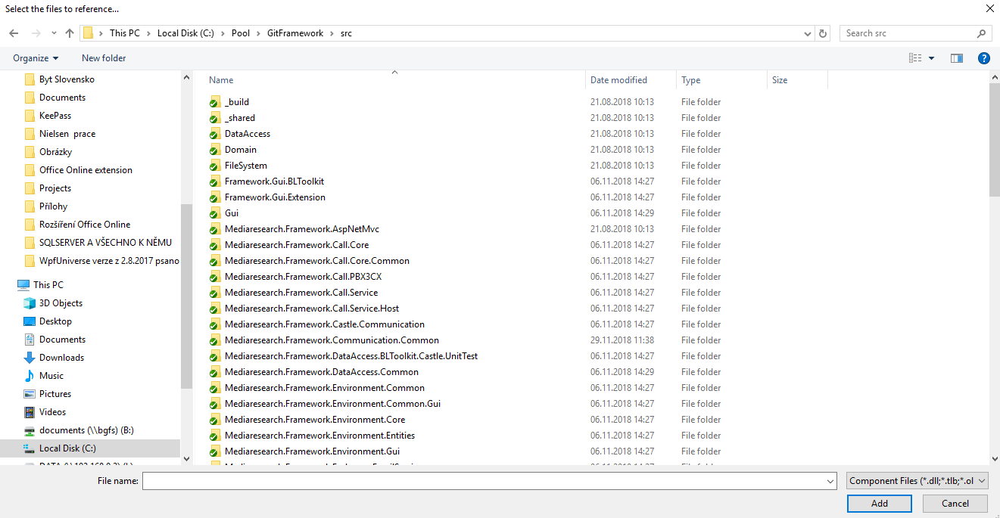 Select the files to reference...
This PC > Local Disk (C:) > Pool > GitFramework > src
Search src
Organize
New folder
Byt Slovensko
Documents
KeePass
Nielsen prace
Obrázky
Office Online extension
Projects
Přílohy
Rozšíření Office Online
SQLSERVER A VŠECHNO K NĚMU
WpfUniverse verze z 2.8.2017 psano
This PC
3D Objects
Desktop
Documents
Downloads
Music
Pictures
Videos
documents (\\bgfs) (B:)
Local Disk (C:)
Name Date modified Type Size
_build 21.08.2018 10:13 File folder
_shared 21.08.2018 10:13 File folder
DataAccess 21.08.2018 10:13 File folder
Domain 21.08.2018 10:13 File folder
FileSystem 21.08.2018 10:13 File folder
Framework.Gui.BLToolkit 06.11.2018 14:27 File folder
Framework.Gui.Extension 06.11.2018 14:27 File folder
Gui 06.11.2018 14:29 File folder
Mediaresearch.Framework.AspNetMvc 21.08.2018 10:13 File folder
Mediaresearch.Framework.Call.Core 06.11.2018 14:27 File folder
Mediaresearch.Framework.Call.Core.Common 06.11.2018 14:27 File folder
Mediaresearch.Framework.Call.PBX3CX 06.11.2018 14:27 File folder
Mediaresearch.Framework.Call.Service 06.11.2018 14:27 File folder
Mediaresearch.Framework.Call.Service.Host 06.11.2018 14:27 File folder
Mediaresearch.Framework.Castle.Communication 06.11.2018 14:27 File folder
Mediaresearch.Framework.Communication.Common 29.11.2018 11:38 File folder
Mediaresearch.Framework.DataAccess.BLToolkit.Castle.UnitTest 06.11.2018 14:27 File folder
Mediaresearch.Framework.DataAccess.Common 06.11.2018 14:29 File folder
Mediaresearch.Framework.Environment.Common 06.11.2018 14:27 File folder
Mediaresearch.Framework.Environment.Common.Gui 06.11.2018 14:27 File folder
Mediaresearch.Framework.Environment.Core 06.11.2018 14:27 File folder
Mediaresearch.Framework.Environment.Entities 06.11.2018 14:27 File folder
Mediaresearch.Framework.Environment.Gui 06.11.2018 14:27 File folder
File name:
Component Files (*.dll;*.tlb;*.ol
Add
Cancel